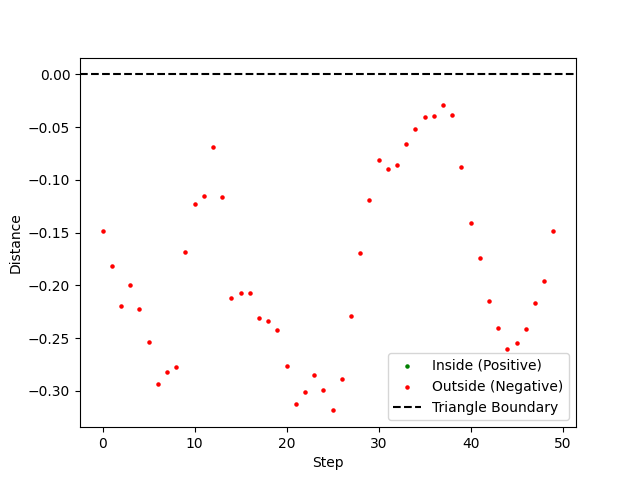 0.00
−0.05
−0.10
−0.15
−0.20
−0.25
−0.30
Distance
0
10
20
30
40
50
Step
Inside (Positive)
Outside (Negative)
Triangle Boundary